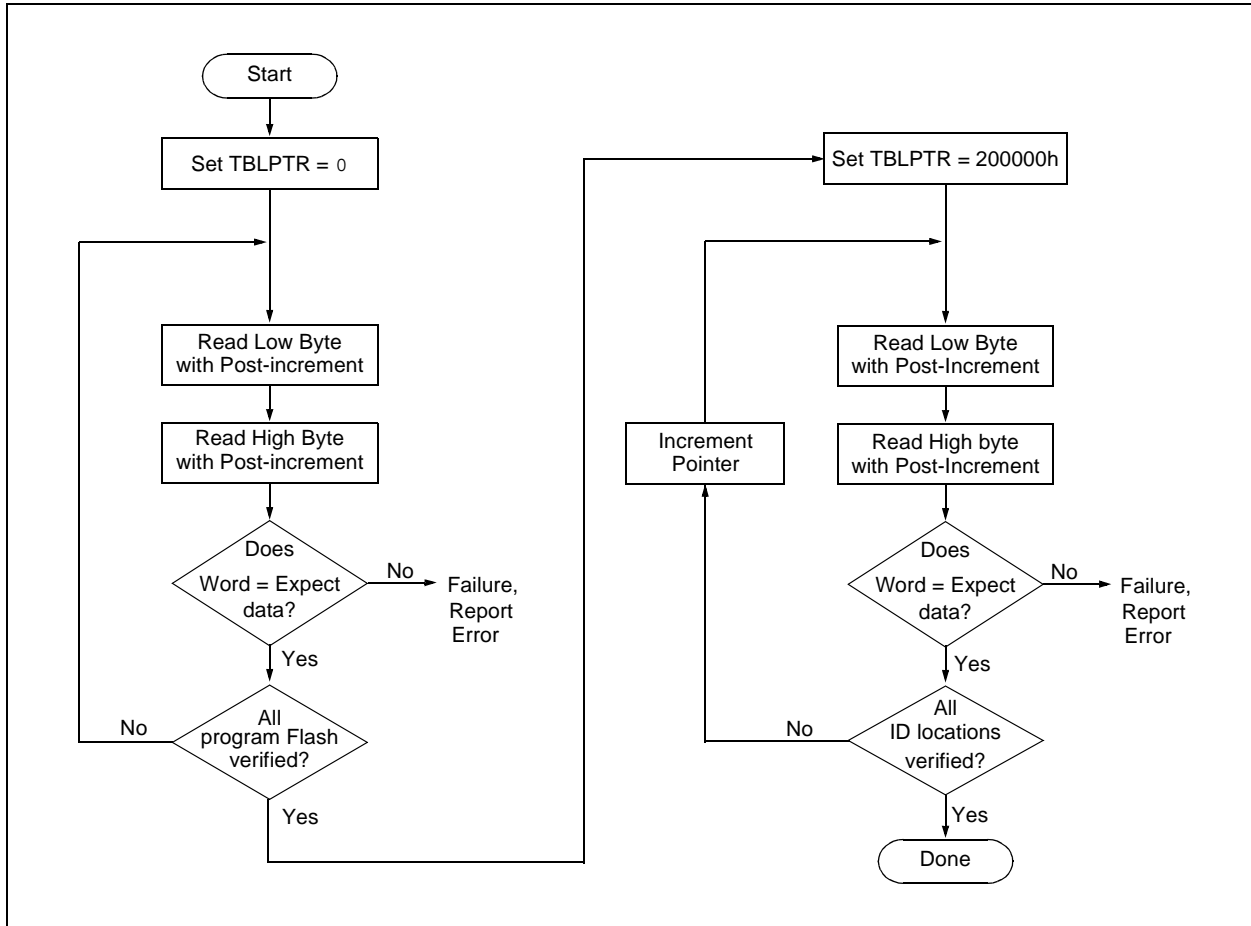 Start
Set TBLPTR = 0
Read Low Byte
with Post-increment
Read High Byte
with Post-increment
Does
Word = Expect
data?
No
Failure,
Report
Error
Yes
All
program Flash
verified?
No
Yes
Set TBLPTR = 200000h
Read Low Byte
with Post-Increment
Read High byte
with Post-Increment
Increment
Pointer
Does
Word = Expect
data?
No
Failure,
Report
Error
Yes
All
ID locations
verified?
No
Yes
Done